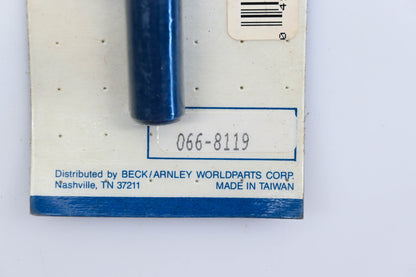 066-8119
Distributed by BECK/ARNLEY WORLDPARTS CORP.
Nashville, TN 37211
MADE IN TAIWAN